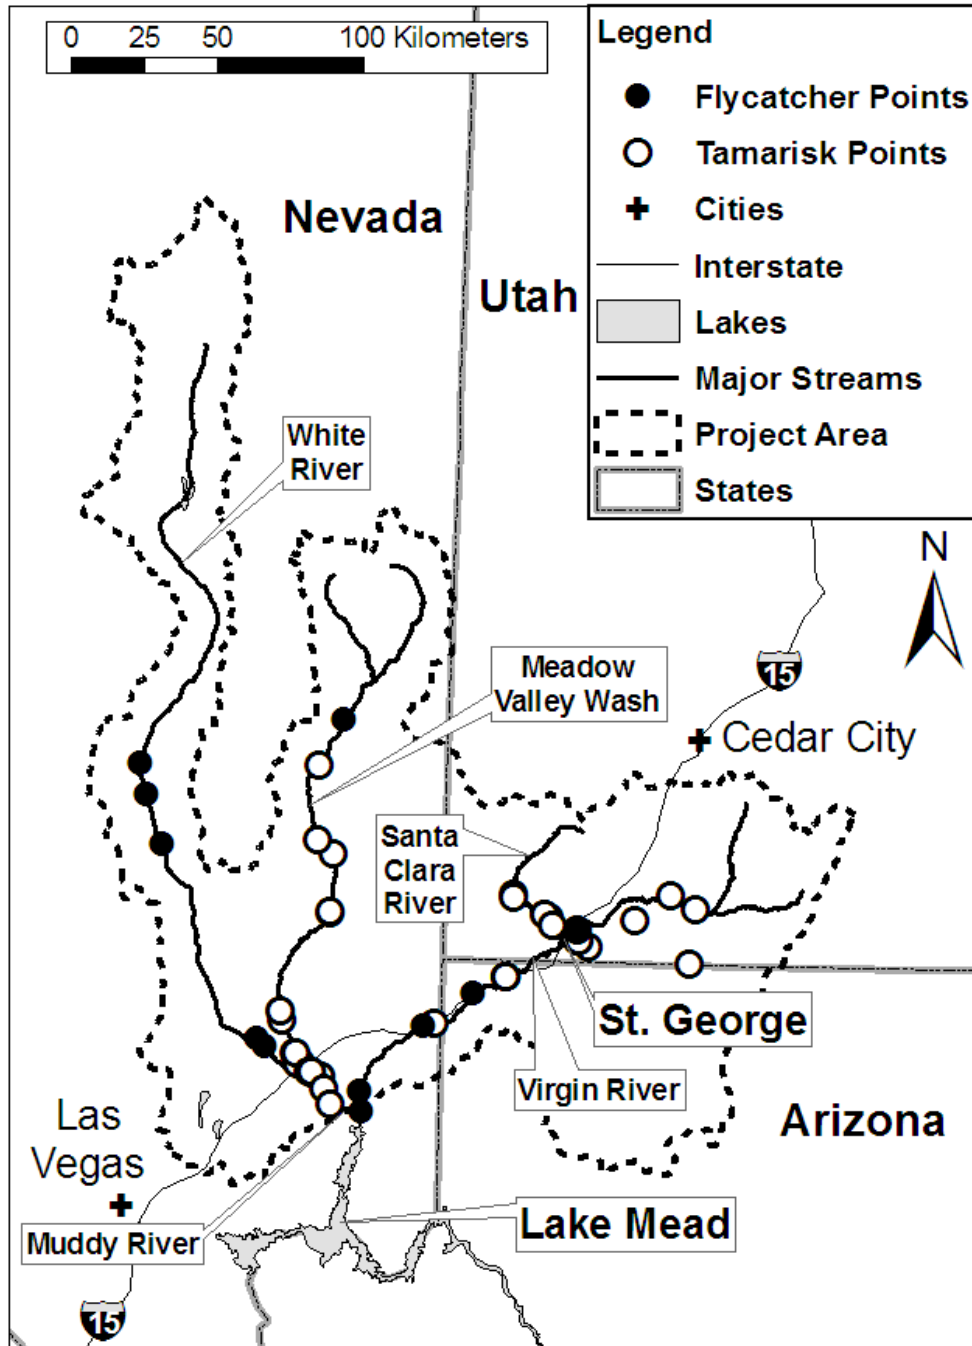 0 25 50 100 Kilometers
Legend
Flycatcher Points
Tamarisk Points
Cities
Interstate
Lakes
Major Streams
Project Area
States
Nevada
Utah
White
River
N
15
Meadow
Valley Wash
Cedar City
Santa
Clara
River
St. George
Virgin River
Arizona
Las
Vegas
Muddy River
Lake Mead
15